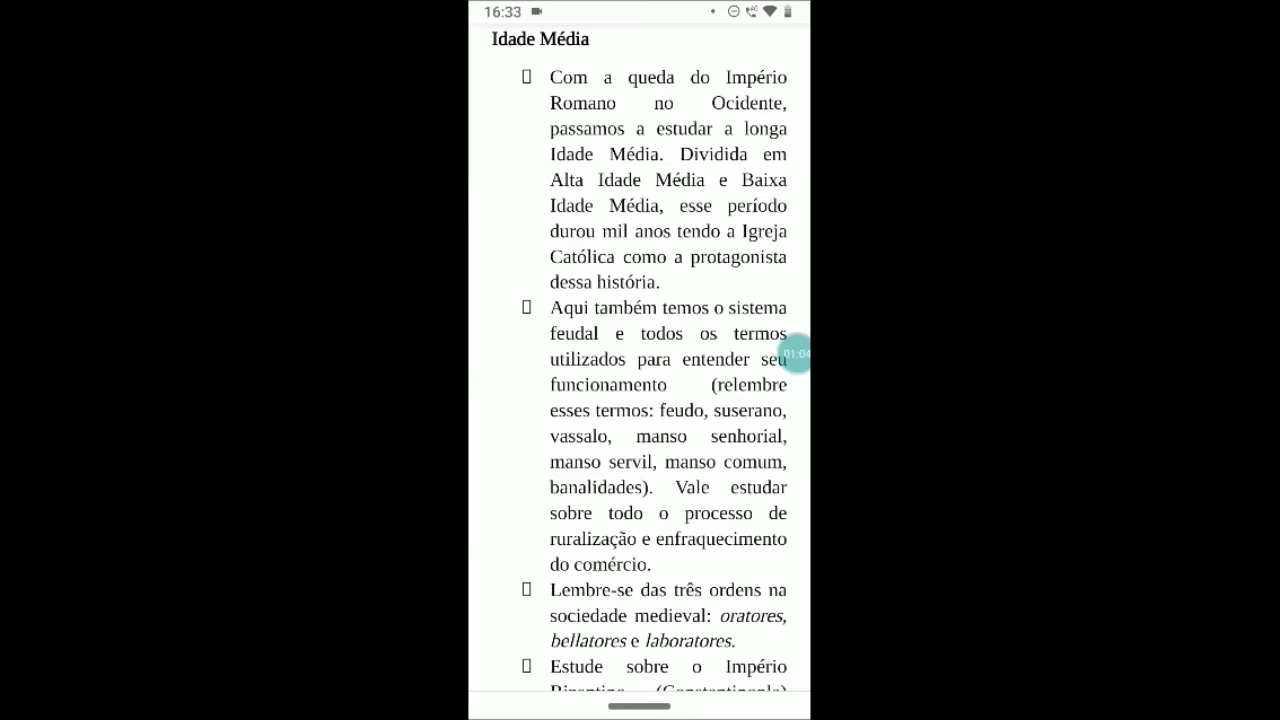 16:33
Idade Média
Com a queda do Império
Romano no Ocidente,
passamos a estudar a longa
Idade Média. Dividida em
Alta Idade Média e Baixa
Idade Média, esse período
durou mil anos tendo a Igreja
Católica como a protagonista
dessa história.
Aqui também temos o sistema
feudal e todos os termos
utilizados para entender seu
01:04
funcionamento (relembre
esses termos: feudo, suserano,
vassalo, manso senhorial,
manso servil, manso comum,
banalidades). Vale estudar
sobre todo o processo de
ruralização e enfraquecimento
do comércio.
Lembre-se das três ordens na
sociedade medieval: oratores,
bellatores e laboratores.
Estude sobre o Império
Bizantino (Constantinopla)